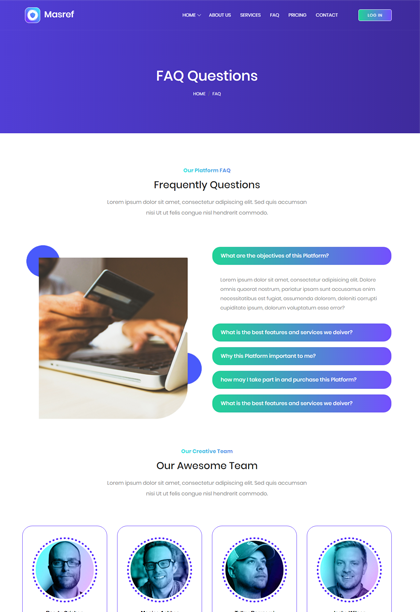 Masref
HOME
ABOUT US
SERVICES
FAQ
PRICING
CONTACT
LOG IN
FAQ Questions
HOME / FAQ
Our Platform FAQ
Frequently Questions
Lorem ipsum dolor sit amet, consectetur adipiscing elit. Sed quis accumsan
nisi Ut ut felis congue nisl hendrerit commodo.
What are the objectives of this Platform?
Lorem ipsum dolor sit amet, consectetur adipisicing elit. Dolore
omnis quaerat nostrum, pariatur ipsam sunt accusamus enim
necessitatibus est fugiat, assumenda dolorem, deleniti corrupti
cupiditate ipsum, dolorum voluptatum esse error?
What is the best features and services we deiver?
Why this Platform important to me?
how may I take part in and purchase this Platform?
What is the best features and services we deiver?
Our Creative Team
Our Awesome Team
Lorem ipsum dolor sit amet, consectetur adipiscing elit. Sed quis accumsan
nisi Ut ut felis congue nisl hendrerit commodo.